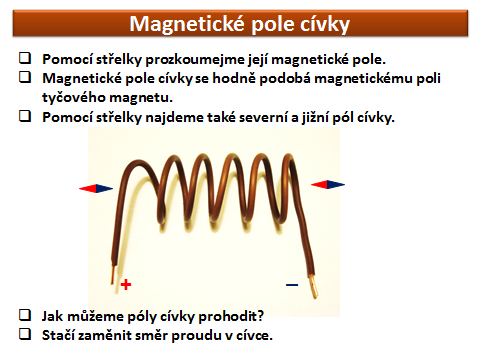 Magnetické pole cívky
❑ Pomocí střelky prozkoumejme její magnetické pole.
❑ Magnetické pole cívky se hodně podobá magnetickému poli
tyčového magnetu.
❑ Pomocí střelky najdeme také severní a jižní pól cívky.
+ –
❑ Jak můžeme póly cívky prohodit?
❑ Stačí zaměnit směr proudu v cívce.